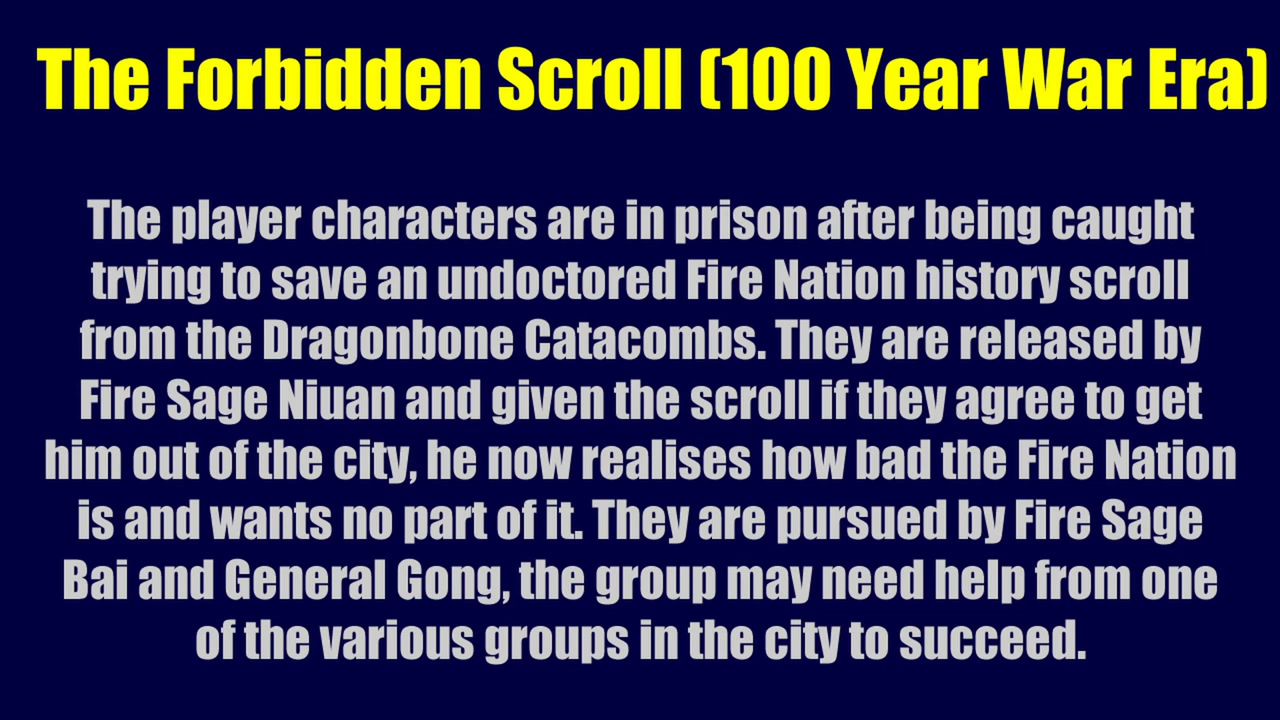 The Forbidden Scroll (100 Year War Era)
The player characters are in prison after being caught
trying to save an undoctored Fire Nation history scroll
from the Dragonbone Catacombs. They are released by
Fire Sage Niuan and given the scroll if they agree to get
him out of the city, he now realises how bad the Fire Nation
is and wants no part of it. They are pursued by Fire Sage
Bai and General Gong, the group may need help from one
of the various groups in the city to succeed.